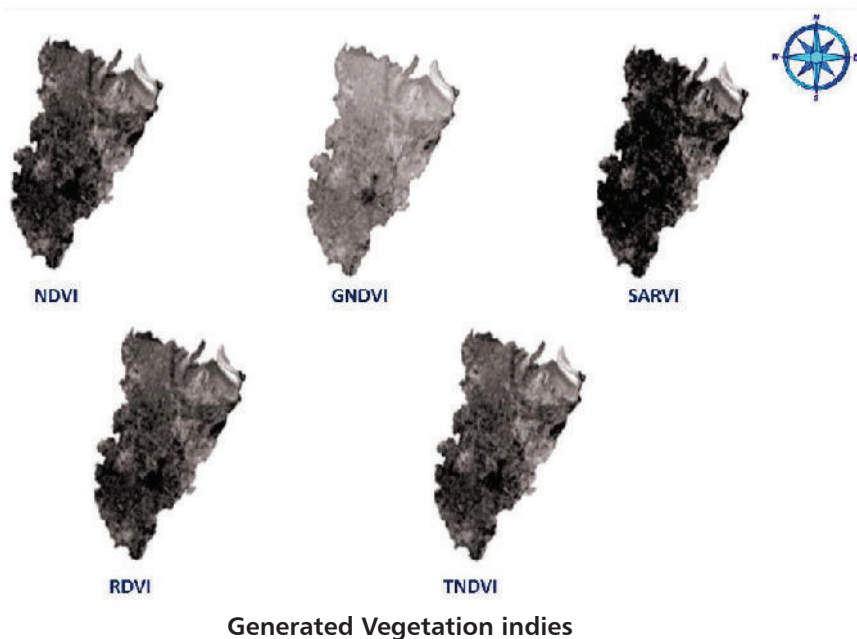 N
W
E
S
NDVI
GNDVI
SARVI
RDVI
TNDVI
Generated Vegetation indies